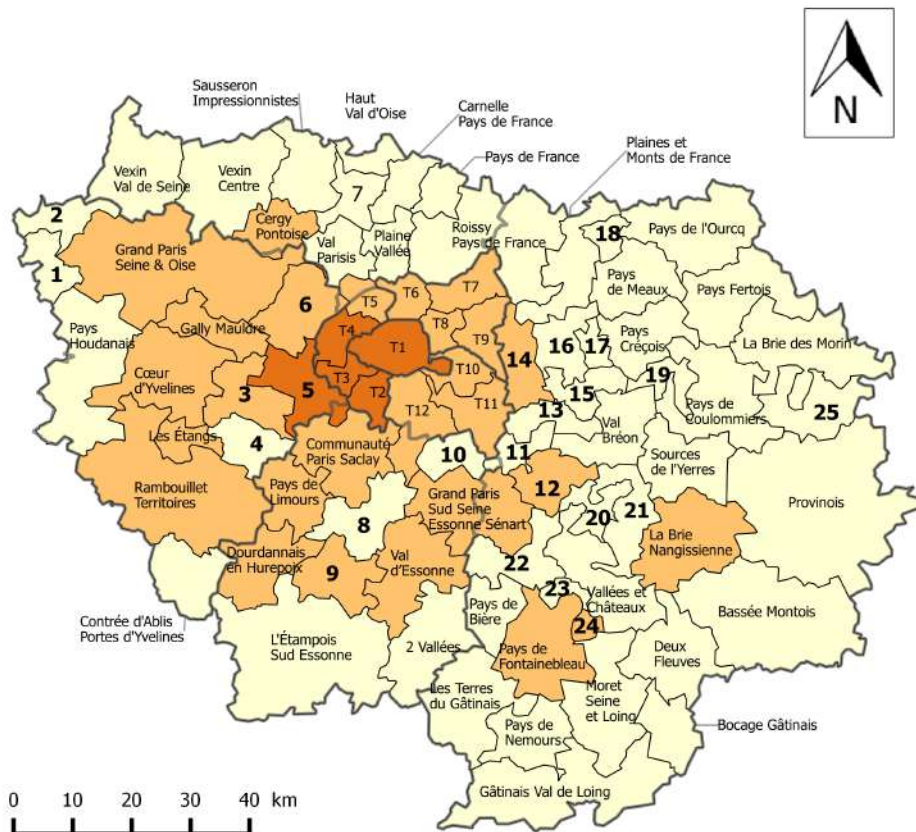 N
Sausseron
Impressionnistes
Haut
Val d'Oise
Carnelle
Pays de France
Pays de France
Plaines et
Monts de France
Vexin
Val de Seine
Vexin
Centre
7
2
Cergy
Pontoise
Val
Parisis
Plaine
Vallée
Roissy
Pays de France
18
Pays de l'Ourcq
1
Grand Paris
Seine & Oise
6
T5
T6
T7
Pays
de Meaux
Pays Fertois
Pays
Houdanais
Gally Mauldre
T4
T1
T8
T9
14
16
17
Pays
Créçois
La Brie des Morin
Cœur
d'Yvelines
3
5
T3
T2
T10
T11
T12
15
13
19
Pays de
Coulommiers
25
Les Étangs
4
Communauté
Paris Saclay
10
11
Val
Bréon
Sources
de l'Yerres
Rambouillet
Territoires
Pays de
Limours
8
Grand Paris
Sud Seine
Essonne Sénart
12
20
21
Provinois
La Brie
Nangissienne
Dourdannais
en Hurepoix
9
Val
d'Essonne
22
23
Vallées et
Châteaux
24
Contrée d'Ablis
Portes d'Yvelines
L'Étampois
Sud Essonne
2 Vallées
Pays de
Bière
Pays de
Fontainebleau
Bassée Montois
Deux
Fleuves
Les Terres
du Gâtinais
Moret
Seine
et Loing
Pays de
Nemours
Bocage Gâtinais
Gâtinais Val de Loing
0 10 20 30 40 km